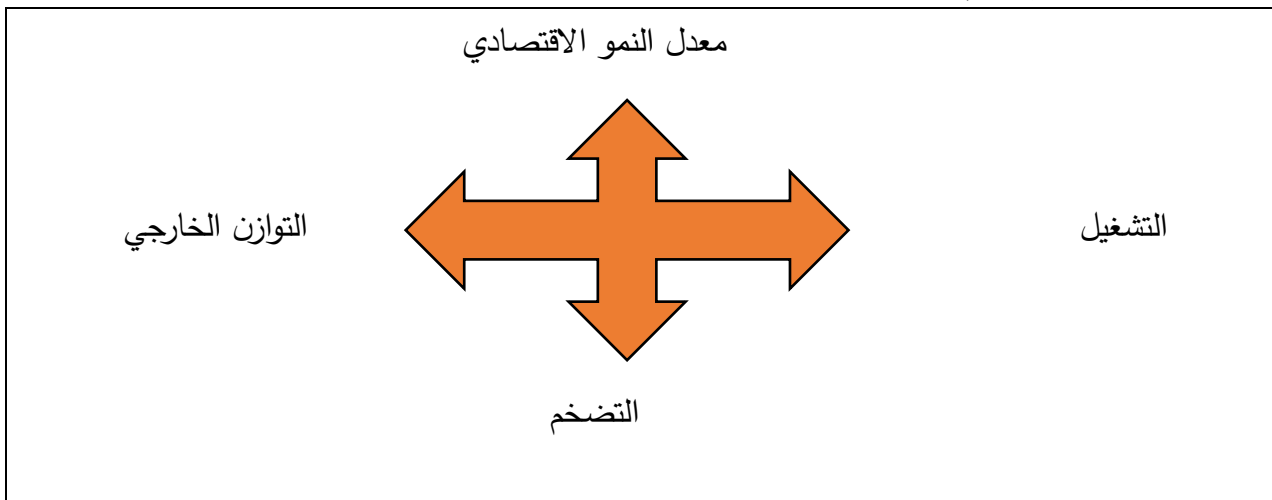 معدل النمو الاقتصادي
التشغيل
التوازن الخارجي
التضخم